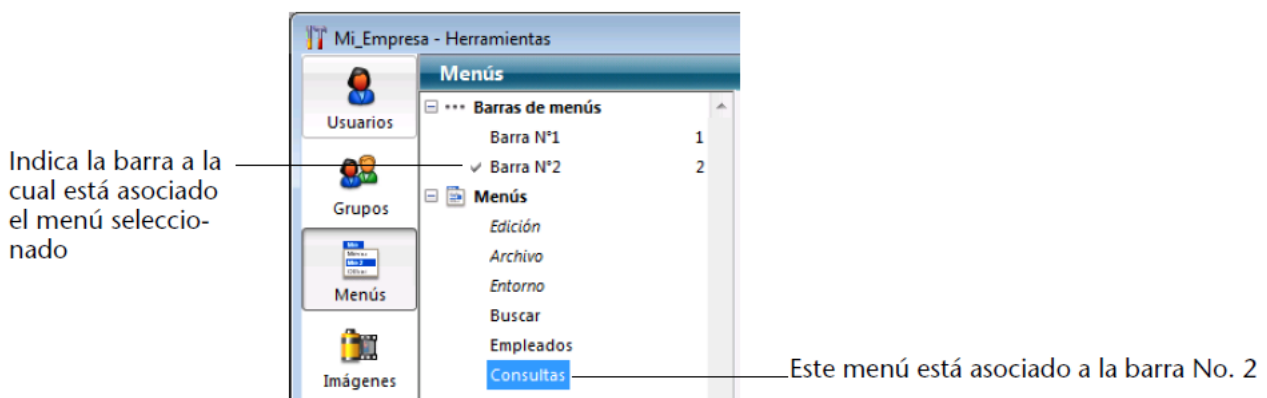 Mi_Empresa - Herramientas
Menús
Usuarios
Barras de menús
Barra N°1 1
Barra N°2 2
Indica la barra a la
cual está asociado
el menú seleccio-
nado
Grupos
Menús
Edición
Archivo
Entorno
Buscar
Empleados
Consultas
Menús
Imágenes
Este menú está asociado a la barra No. 2